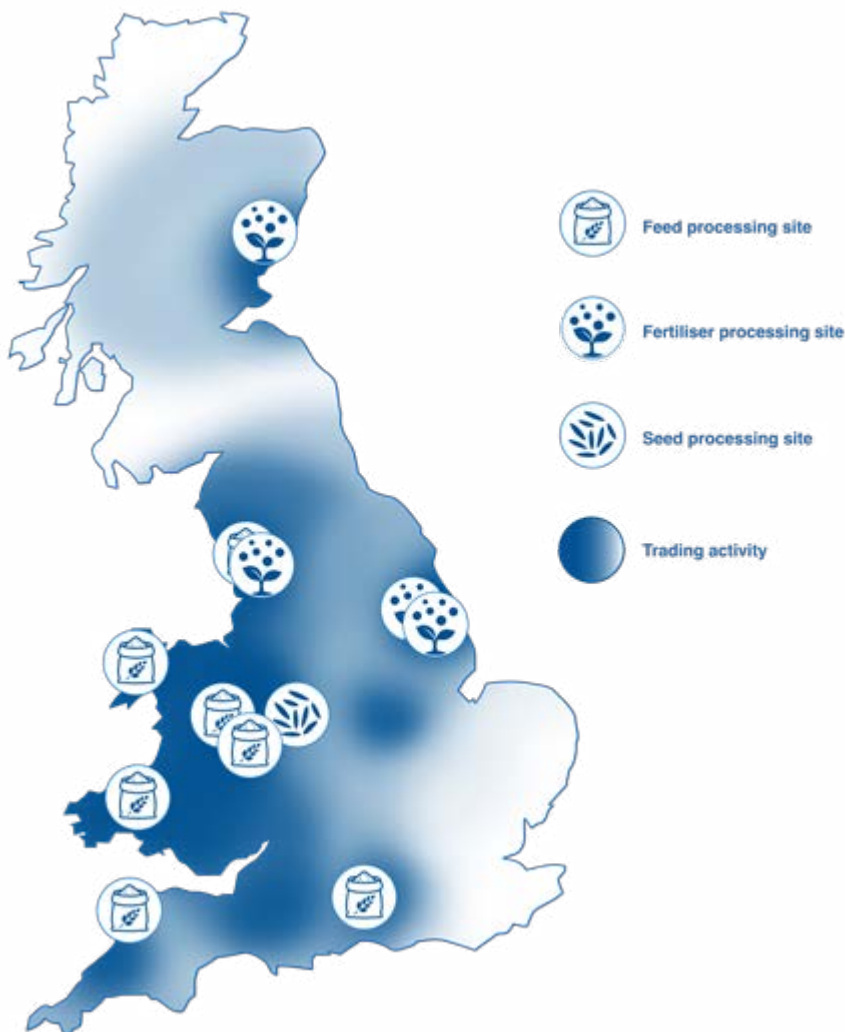 Feed processing site
Fertiliser processing site
Seed processing site
Trading activity